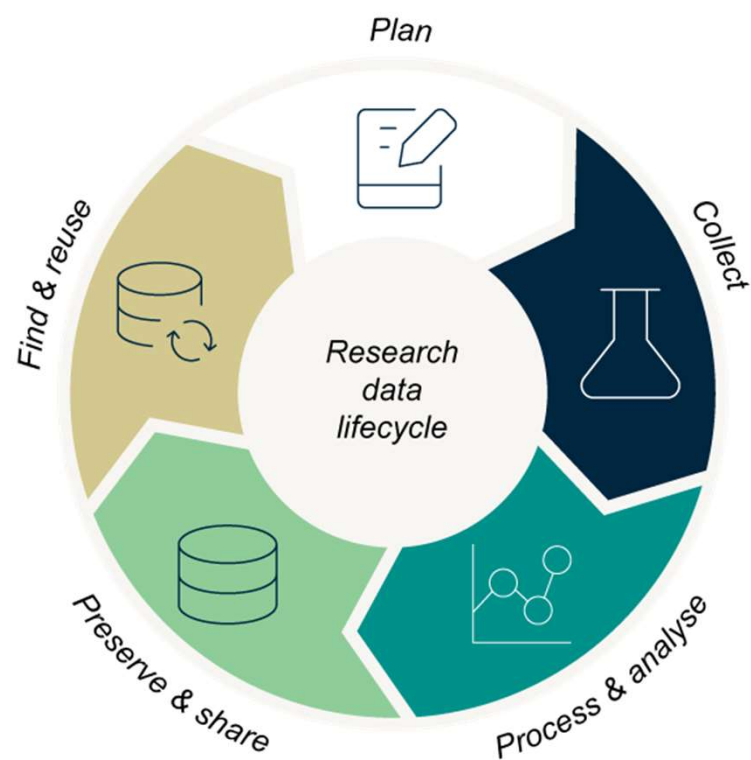 Plan
Collect
Process & analyse
Preserve & share
Find & reuse
Research
data
lifecycle